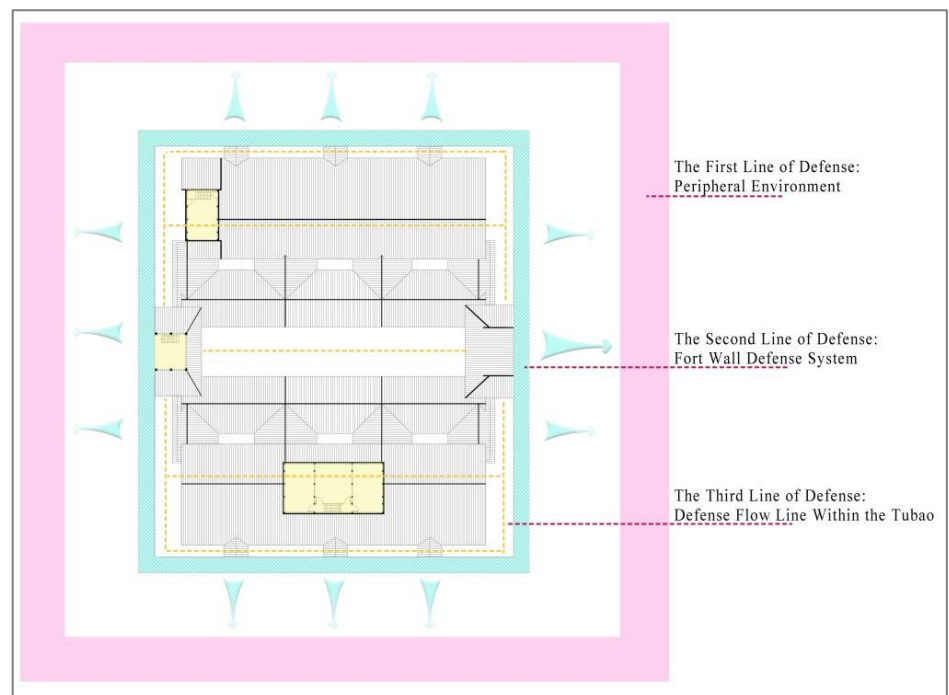 The First Line of Defense:
Peripheral Environment
The Second Line of Defense:
Fort Wall Defense System
The Third Line of Defense:
Defense Flow Line Within the Tubao